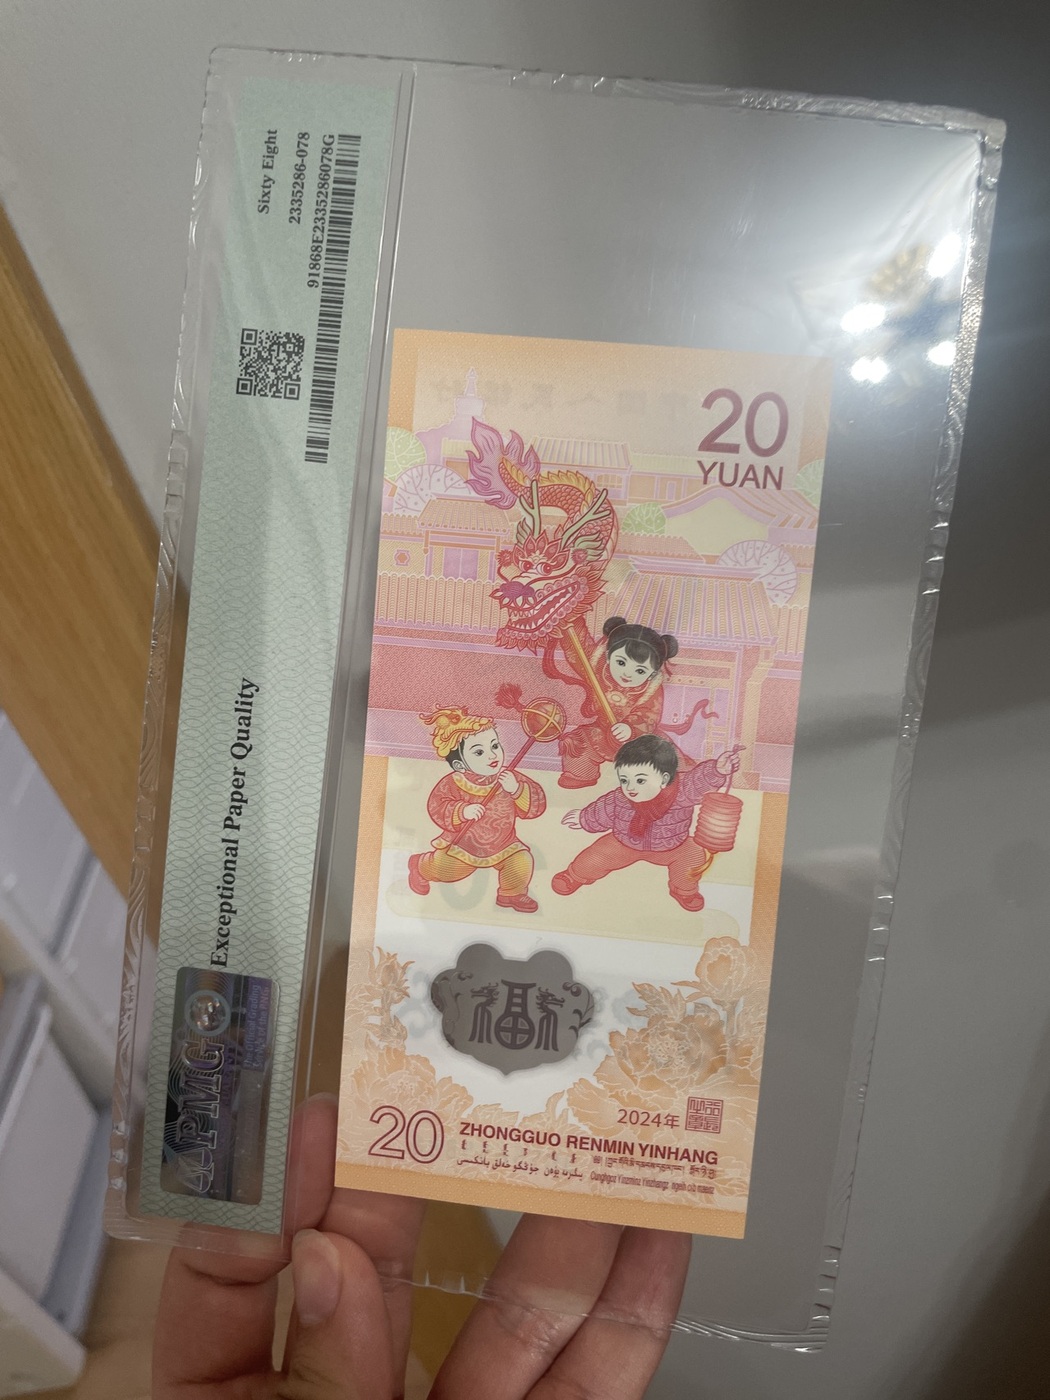 Sixty Eight
2335286-078
91868E2335286078G
Exceptional Paper Quality
PMG
20
YUAN
福
2024年
20
ZHONGGUO RENMIN YINHANG